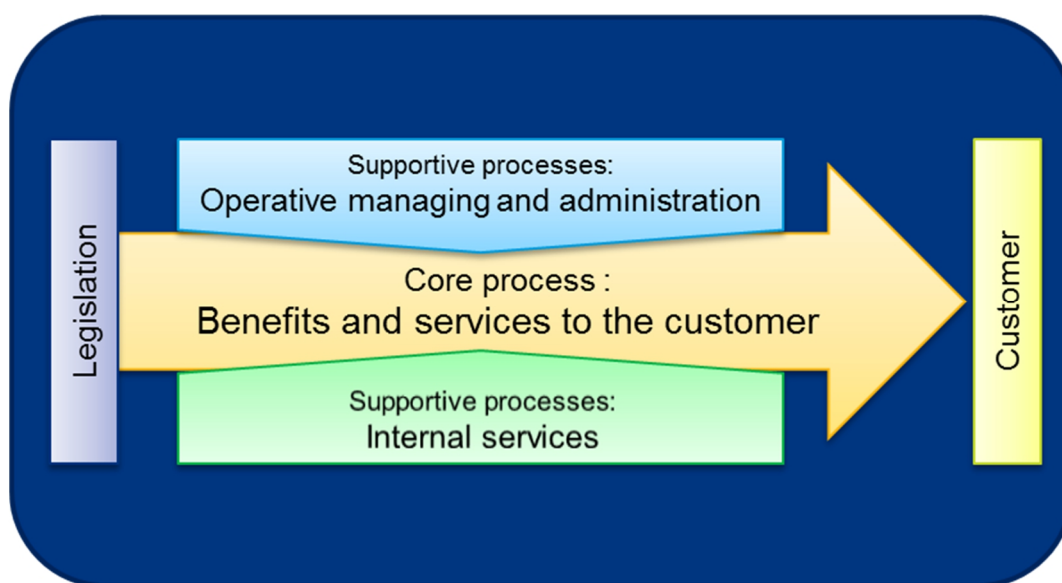 Legislation
Supportive processes:
Operative managing and administration
Core process :
Benefits and services to the customer
Supportive processes:
Internal services
Customer